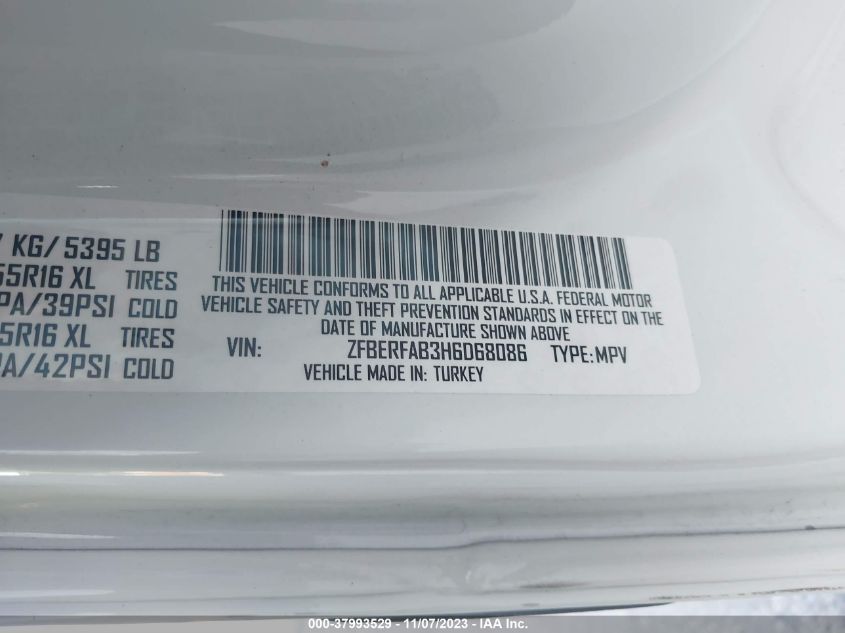 7 KG/ 5395 LB
55R16 XL TIRES
PA/39PSI COLD
5R16 XL TIRES
PA/42PSI COLD
THIS VEHICLE CONFORMS TO ALL APPLICABLE U.S.A. FEDERAL MOTOR
VEHICLE SAFETY AND THEFT PREVENTION STANDARDS IN EFFECT ON THE
DATE OF MANUFACTURE SHOWN ABOVE
VIN: ZFBERFAB3H6D68086 TYPE:MPV
VEHICLE MADE IN: TURKEY
000-37993529 - 11/07/2023 - IAA Inc.